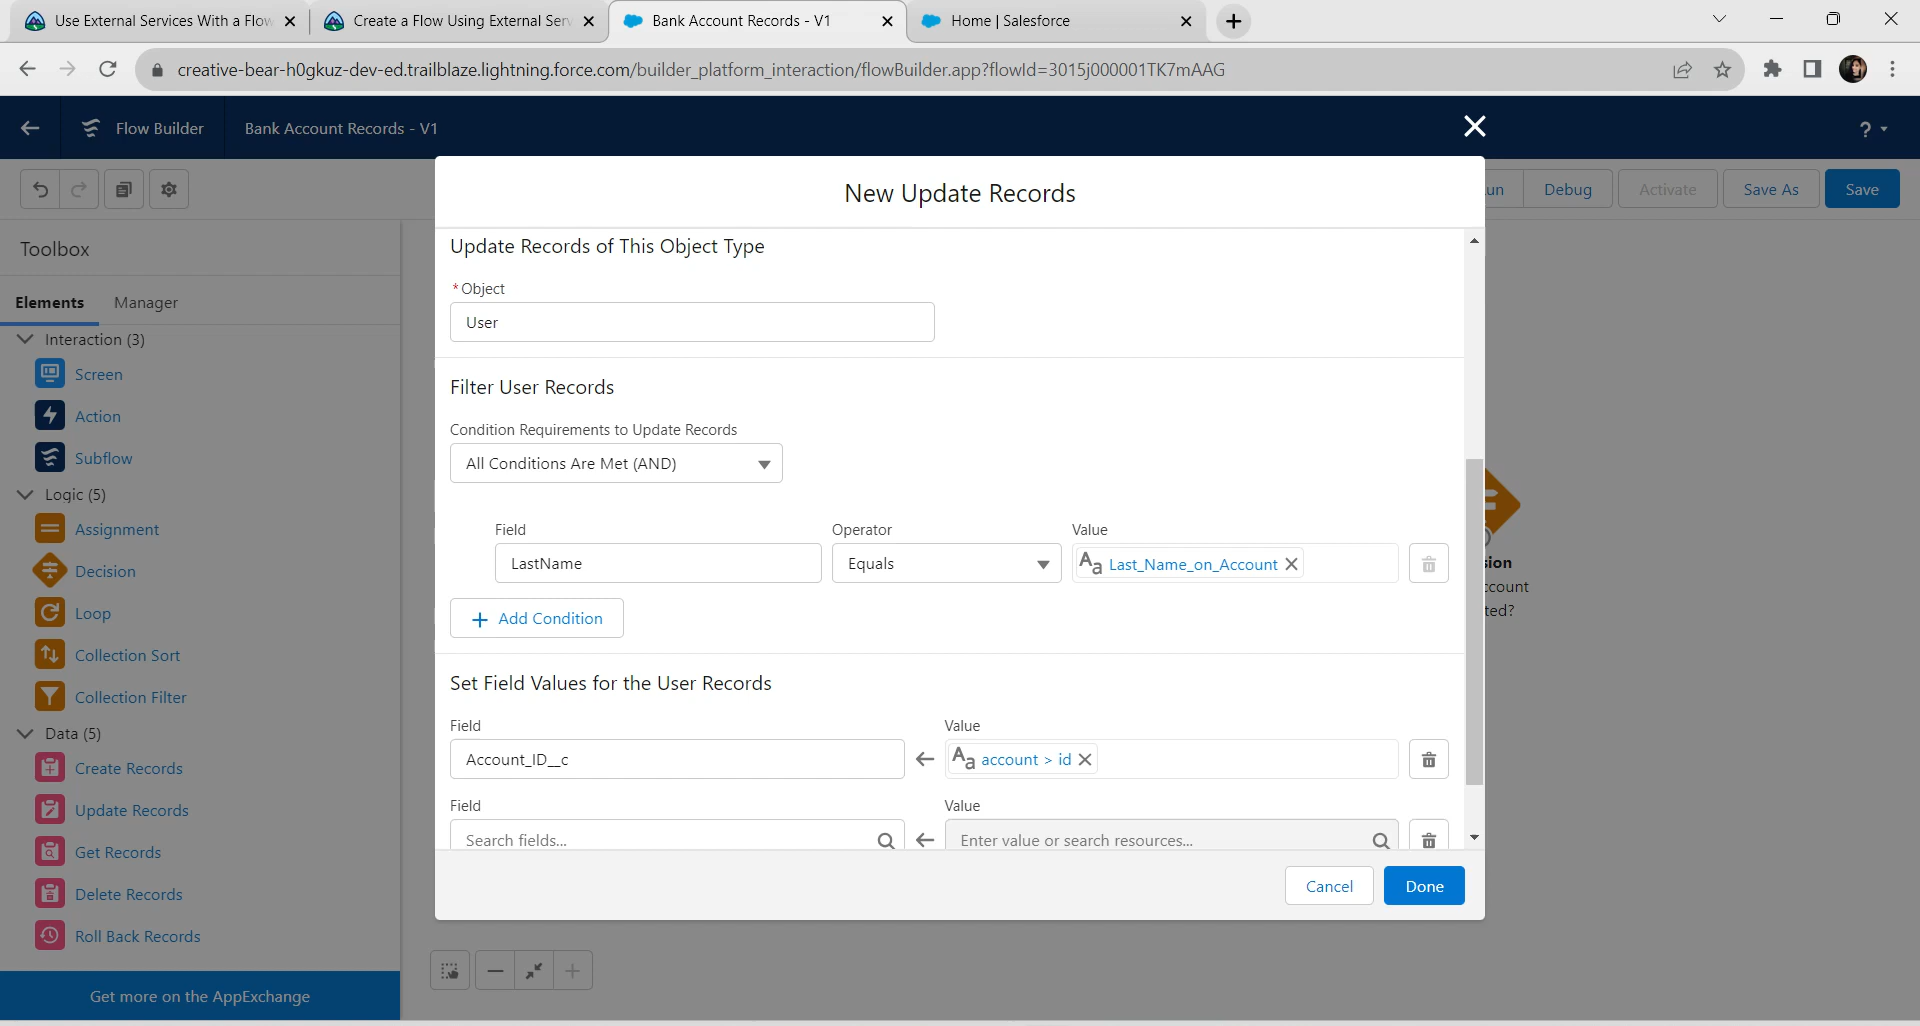 Use External Services With a Flow
Create a Flow Using External Serv
Bank Account Records - V1
Home | Salesforce
creative-bear-h0gkuz-dev-ed.trailblaze.lightning.force.com/builder_platform_interaction/flowBuilder.app?flowId=3015j000001TK7mAAG
Flow Builder
Bank Account Records - V1
?
un
Debug
Activate
Save As
Save
New Update Records
Toolbox
Elements
Manager
Interaction (3)
Screen
Action
Subflow
Logic (5)
Assignment
Decision
Loop
Collection Sort
Collection Filter
Data (5)
Create Records
Update Records
Get Records
Delete Records
Roll Back Records
Get more on the AppExchange
Update Records of This Object Type
* Object
User
Filter User Records
Condition Requirements to Update Records
All Conditions Are Met (AND)
Field
Operator
Value
LastName
Equals
Aa Last_Name_on_Account
+ Add Condition
Set Field Values for the User Records
Field
Value
Account_ID__c
Aa account > id
Field
Value
Search fields...
Enter value or search resources...
Cancel
Done
sion
ccount
ted?